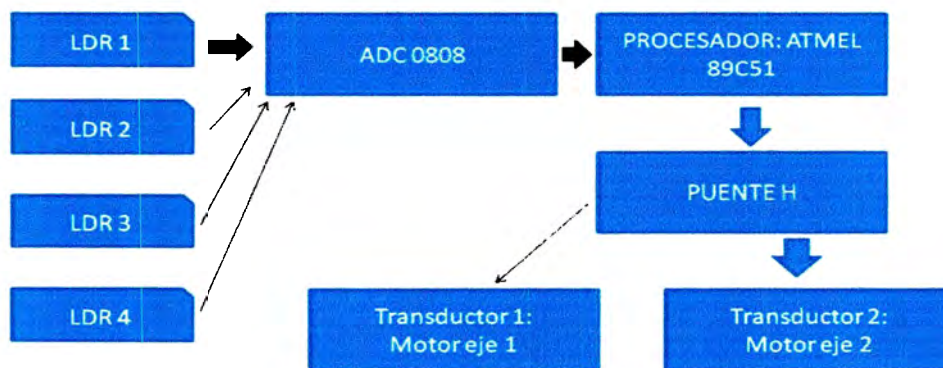 LDR 1
ADC 0808
PROCESADOR: ATMEL
89C51
LDR 2
LDR 3
PUENTE H
LDR 4
Transductor 1:
Motor eje 1
Transductor 2:
Motor eje 2